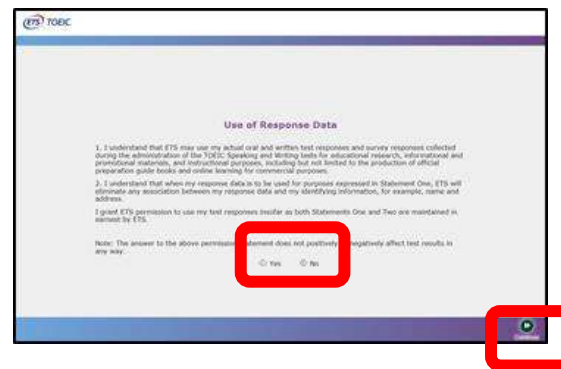 ETS TOEIC
Use of Response Data
1. I understand that ETS may use my actual oral and written test responses and survey responses collected
during the administration of the TOEIC Speaking and Writing tests for educational research, informational and
promotional materials, and instructional purposes, including but not limited to the production of official
preparation guide books and online learning for commercial purposes.
2. I understand that when my response data is to be used for purposes expressed in Statement One, ETS will
eliminate any association between my response data and my identifying information, for example, name and
address.
I grant ETS permission to use my test responses insofar as both Statements One and Two are maintained in
earnest by ETS.
Note: The answer to the above permission statement does not positively negatively affect test results in
any way.
Yes No
Continue